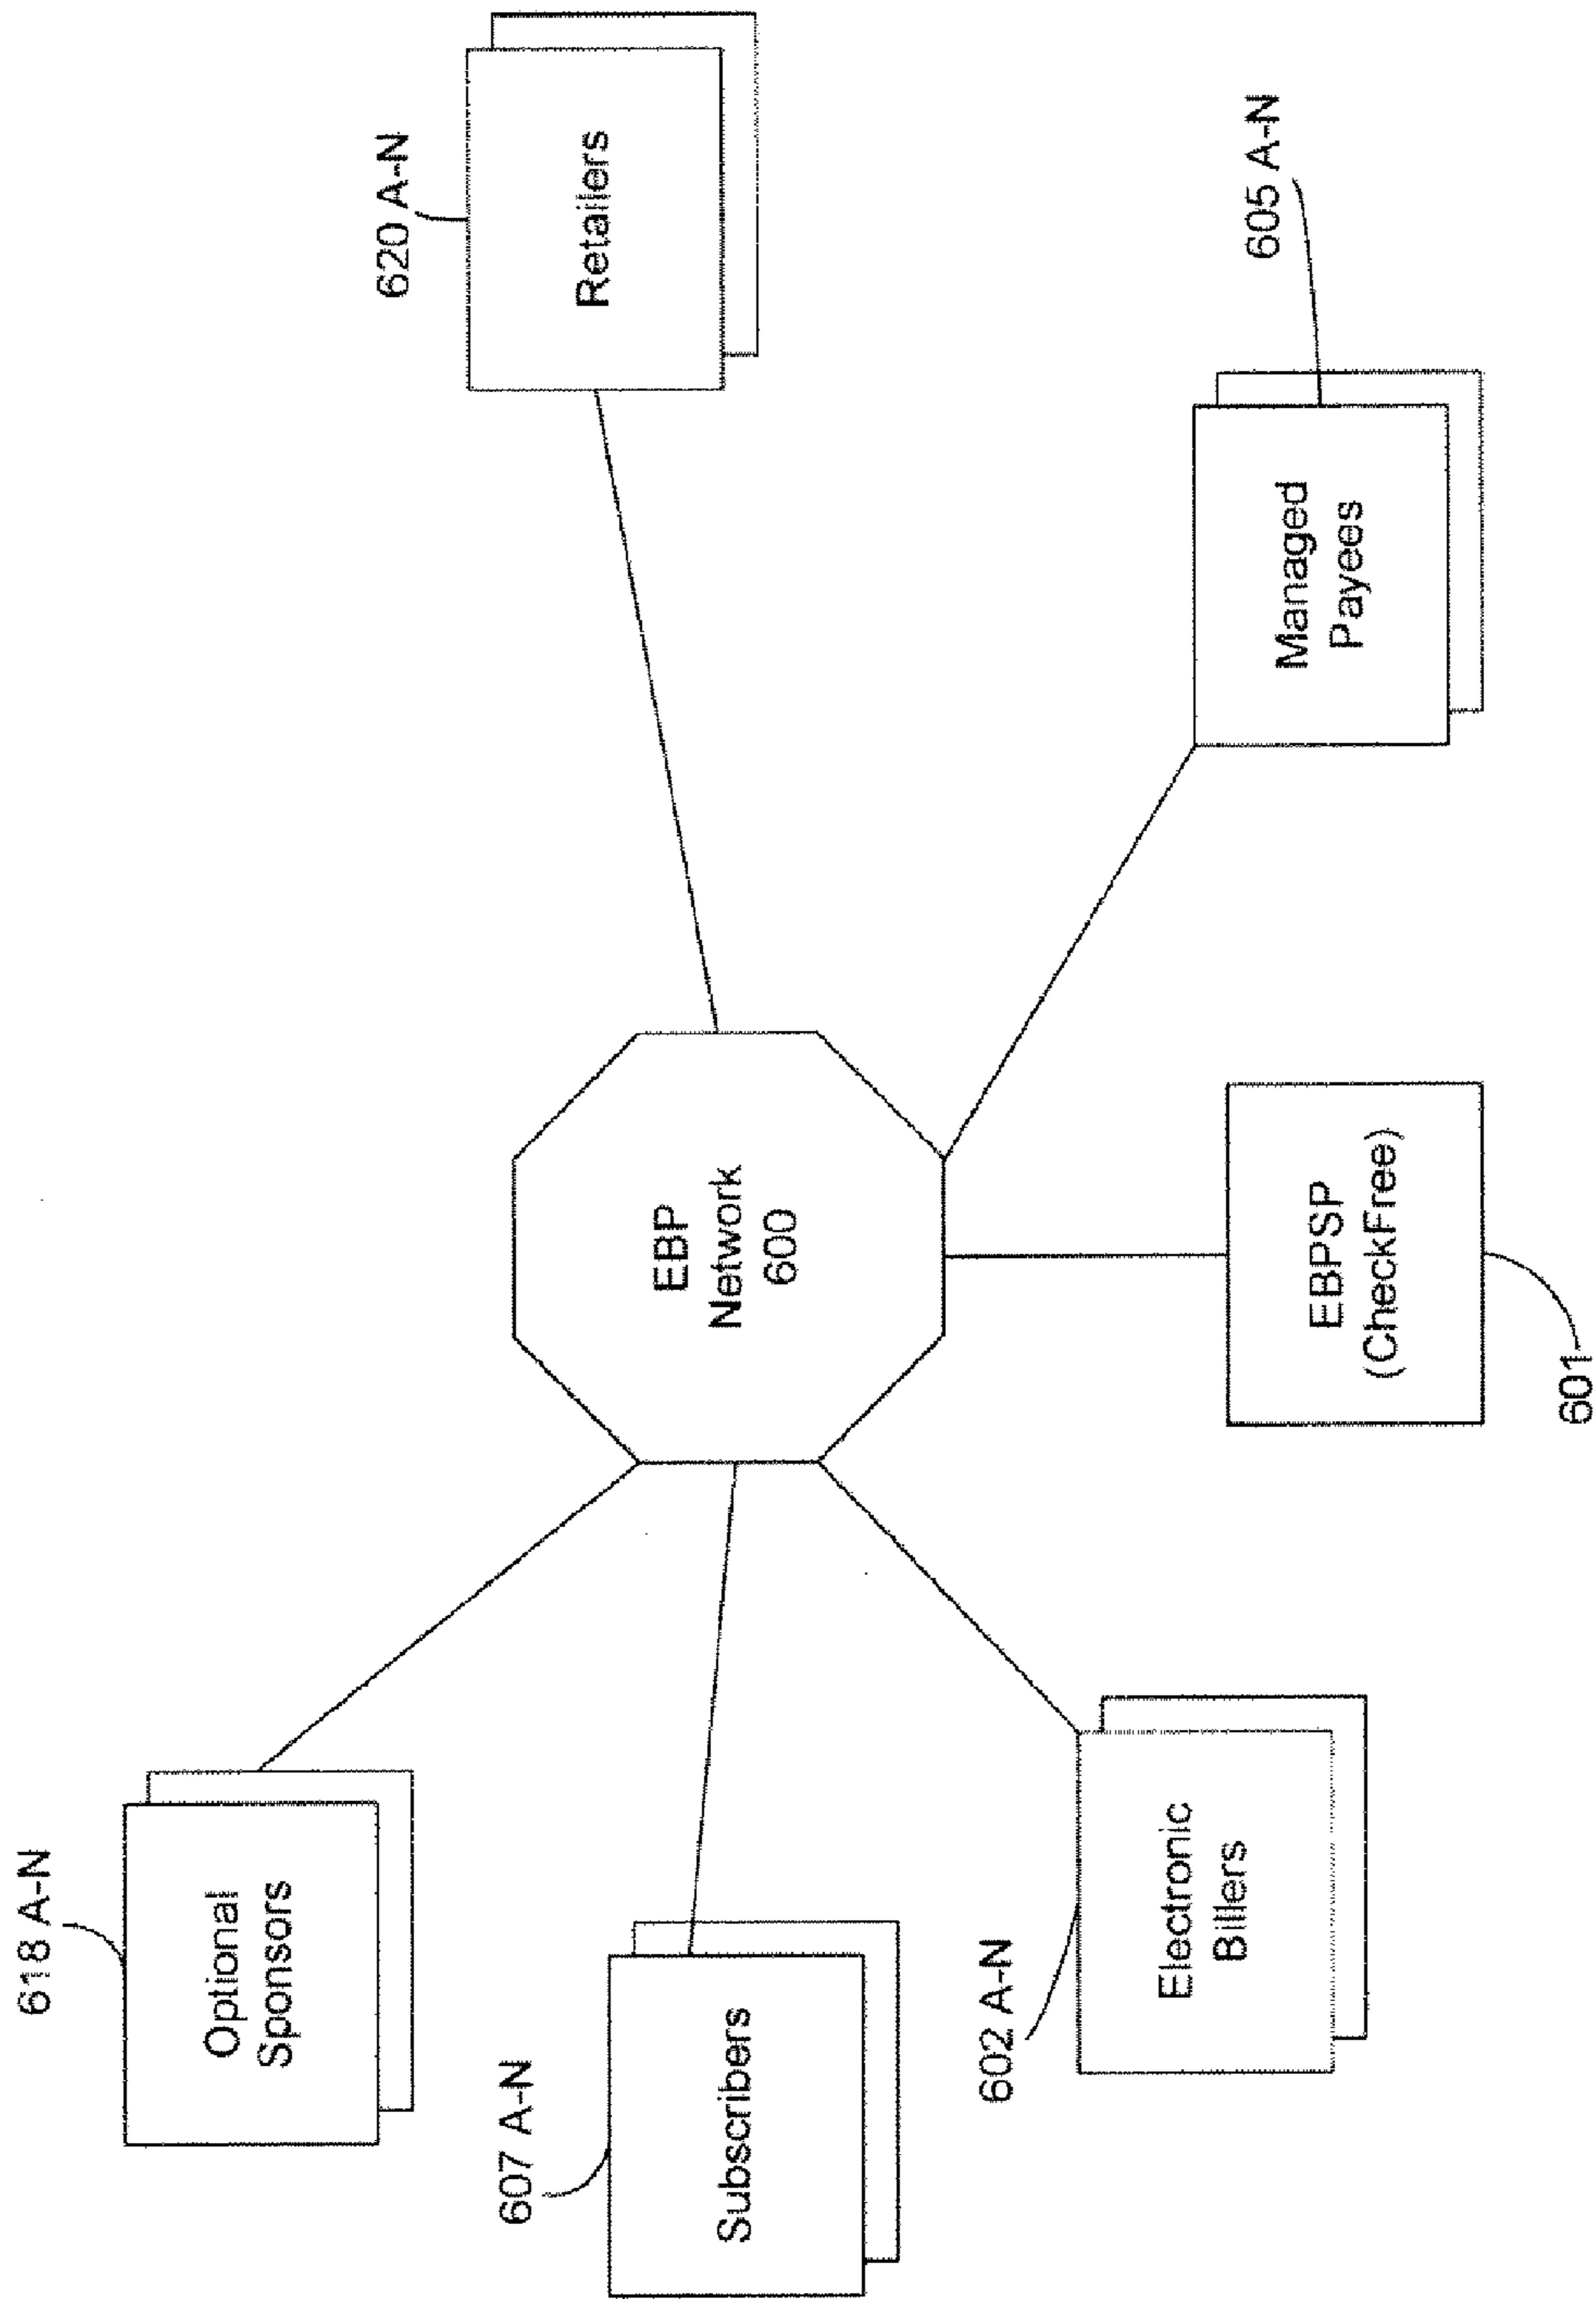 618 A-N
Optional
Sponsors
607 A-N
Subscribers
602 A-N
Electronic
Billers
EBP
Network
600
EBPSP
(CheckFree)
601
620 A-N
Retailers
605 A-N
Managed
Payees